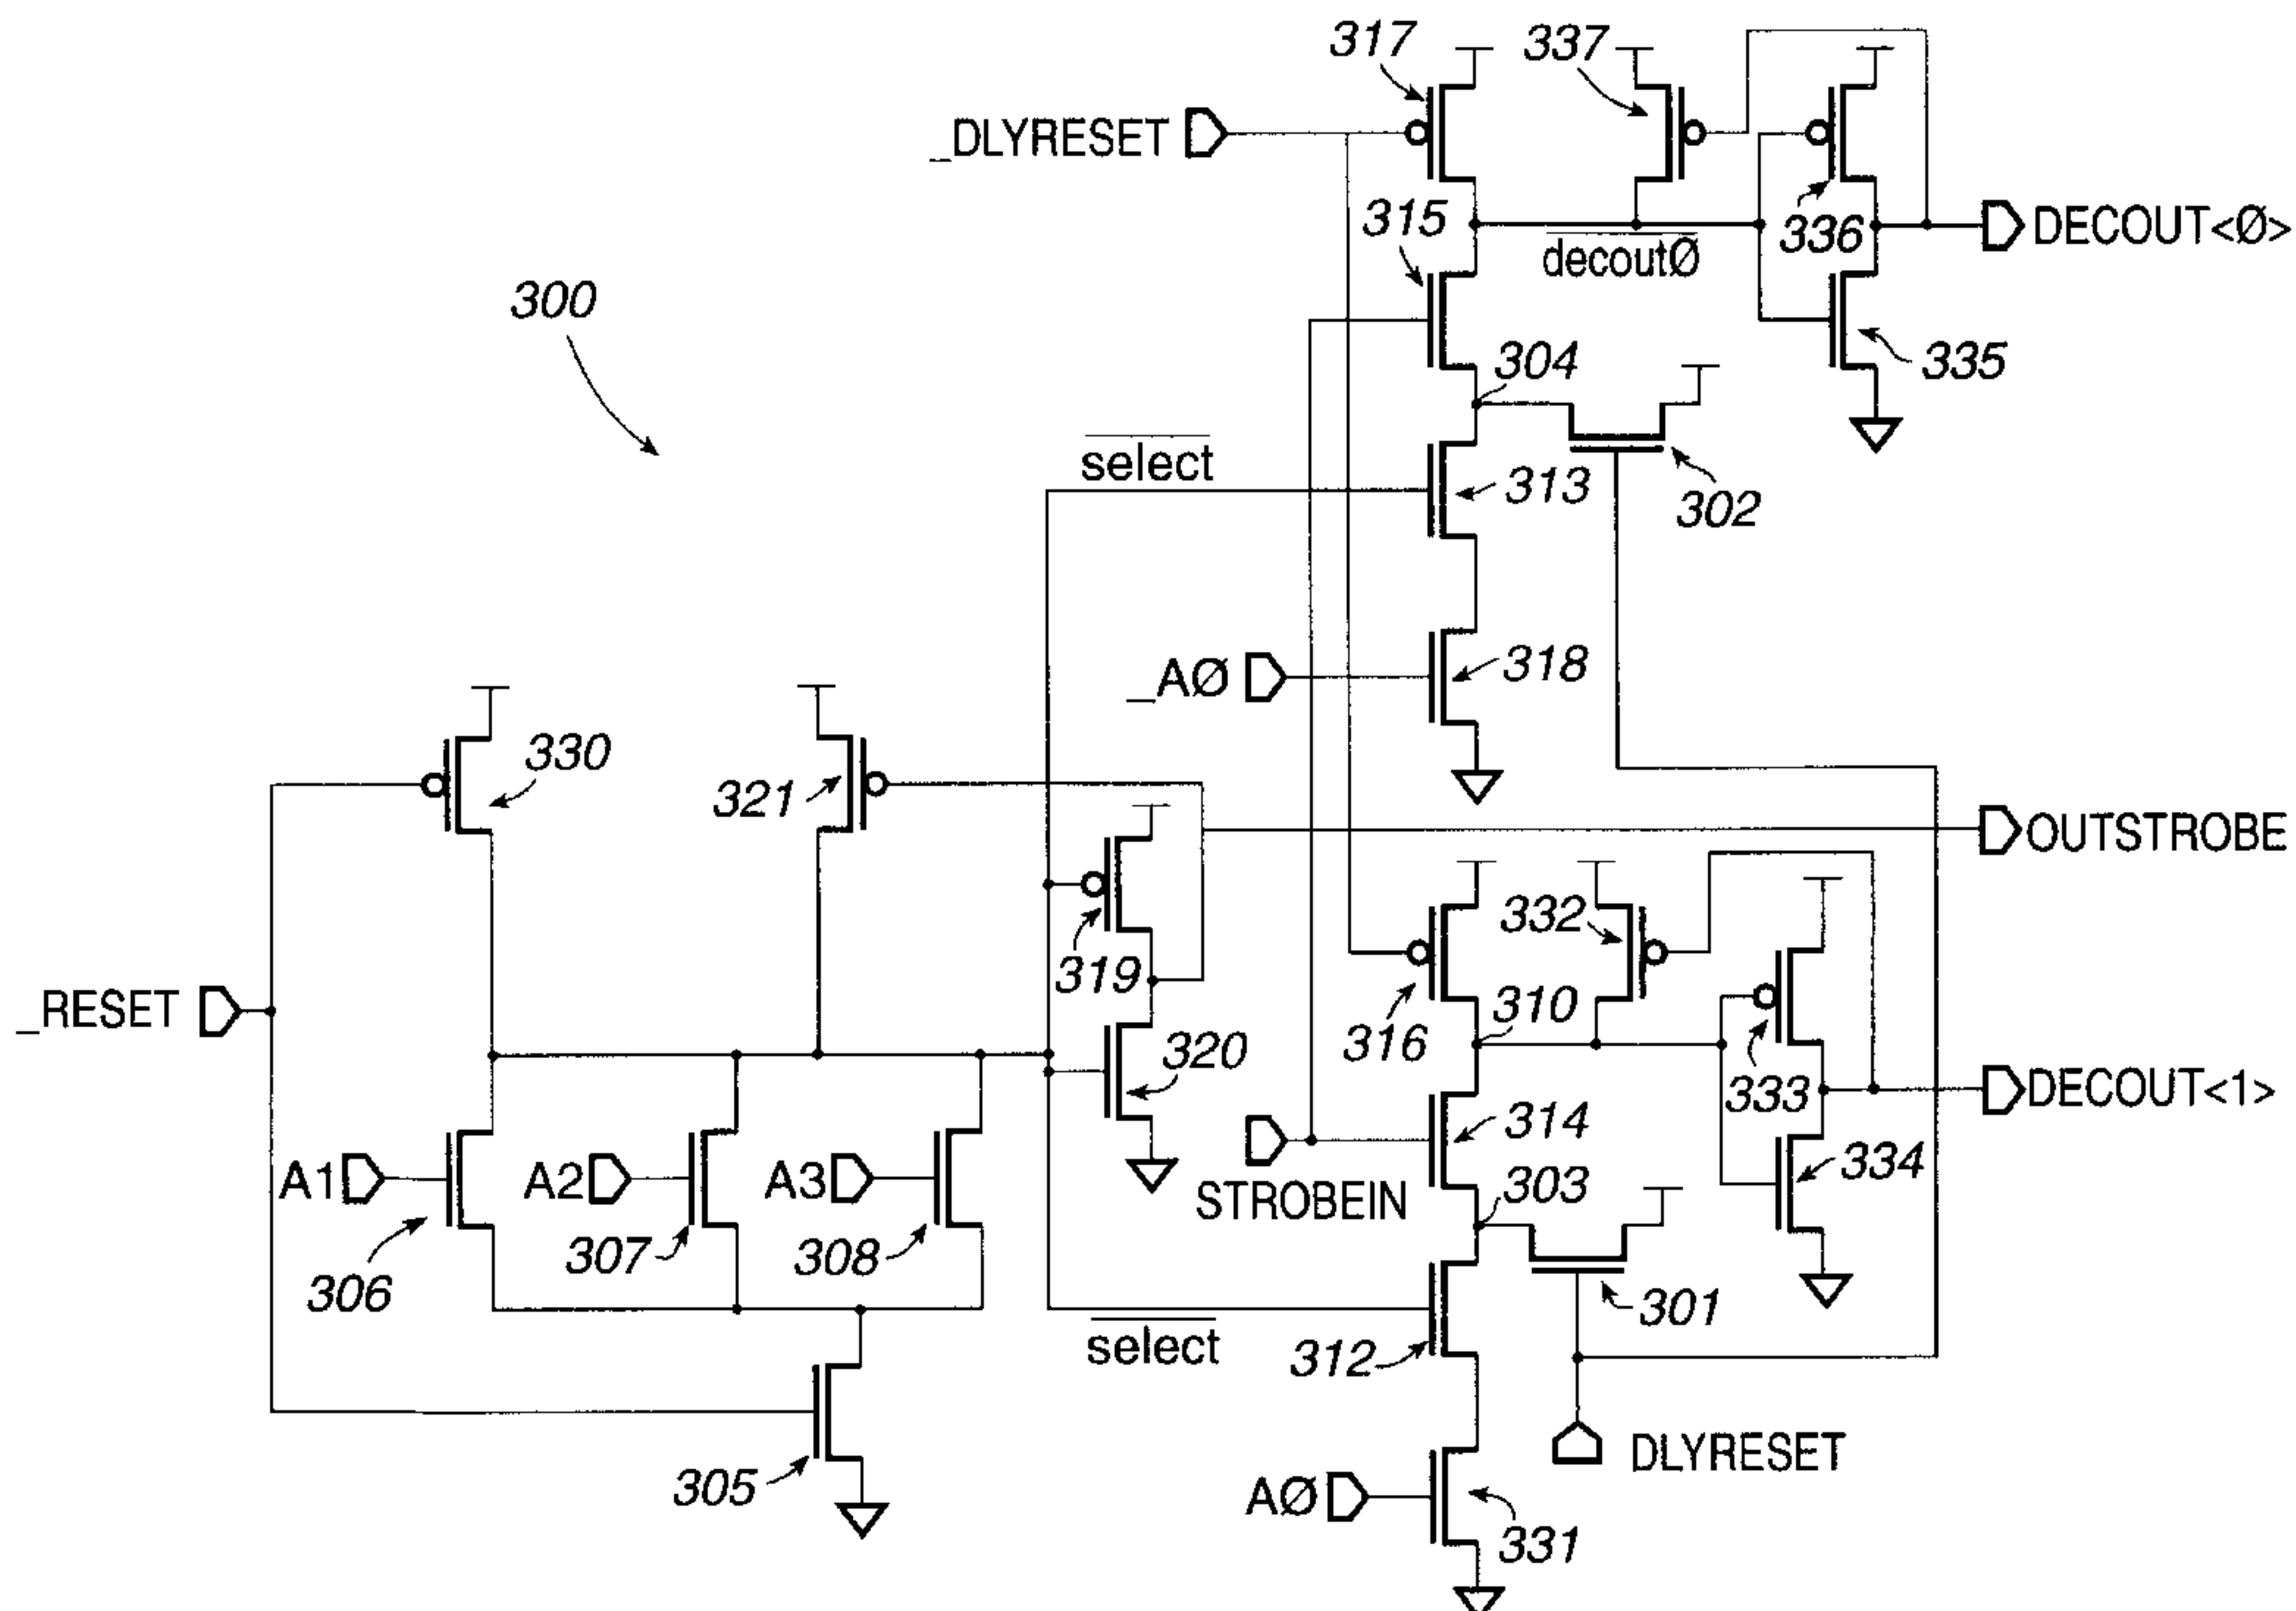 317
337
_DLYRESET
315
336
DECOUT<Ø>
decoutØ
300
304
335
select
313
302
_AØ
318
330
321
OUTSTROBE
332
319
310
_RESET
316
320
333
DECOUT<1>
314
A1
A2
A3
STROBEIN
303
334
306
307
308
301
select
312
DLYRESET
305
AØ
331